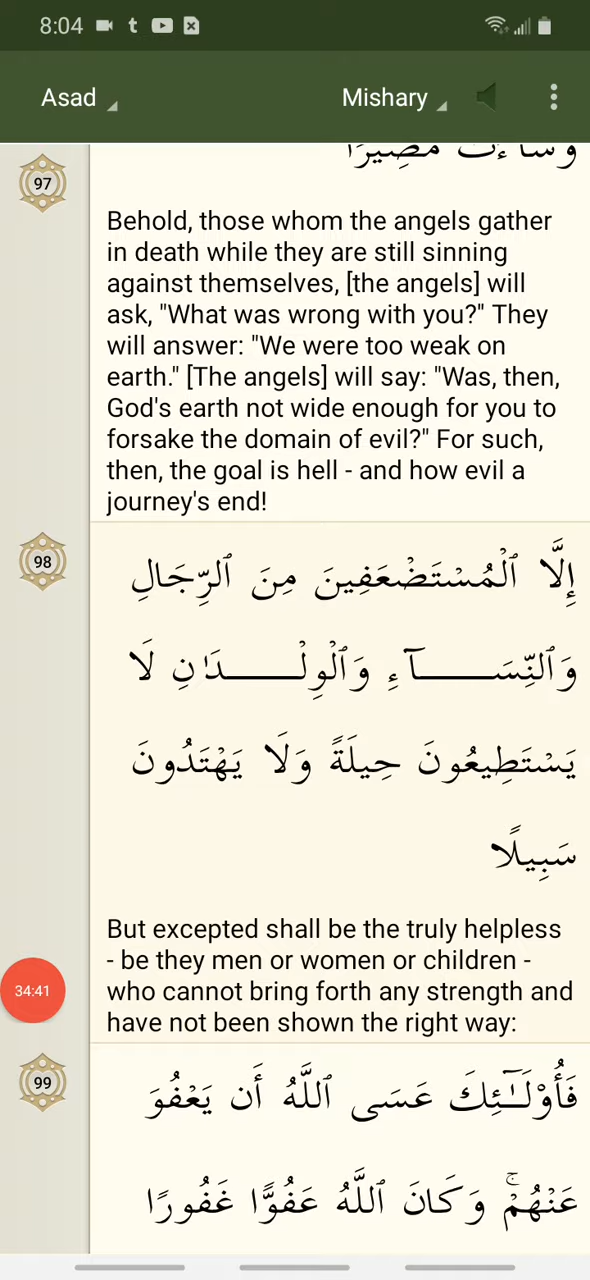 8:04
Asad
Mishary
وَسَآءَتْ مَصِيرًا
97
Behold, those whom the angels gather
in death while they are still sinning
against themselves, [the angels] will
ask, "What was wrong with you?" They
will answer: "We were too weak on
earth." [The angels] will say: "Was, then,
God's earth not wide enough for you to
forsake the domain of evil?" For such,
then, the goal is hell - and how evil a
journey's end!
98
إِلَّا ٱلْمُسْتَضْعَفِينَ مِنَ ٱلرِّجَالِ
وَٱلنِّسَآءِ وَٱلْوِلْدَٰنِ لَا
يَسْتَطِيعُونَ حِيلَةً وَلَا يَهْتَدُونَ
سَبِيلًا
But excepted shall be the truly helpless
- be they men or women or children -
who cannot bring forth any strength and
have not been shown the right way:
34:41
99
فَأُو۟لَـٰٓئِكَ عَسَى ٱللَّهُ أَن يَعْفُوَ
عَنْهُمْ ۚ وَكَانَ ٱللَّهُ عَفُوًّا غَفُورًا